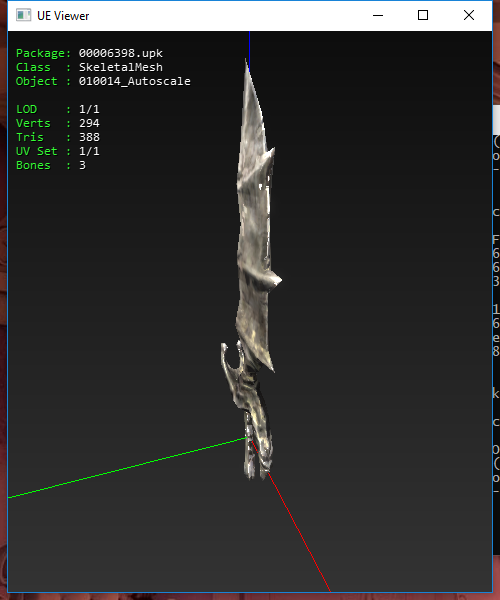 UE Viewer
Package: 00006398.upk
Class : SkeletalMesh
Object : 010014_Autoscale
LOD : 1/1
Verts : 294
Tris : 388
UV Set : 1/1
Bones : 3